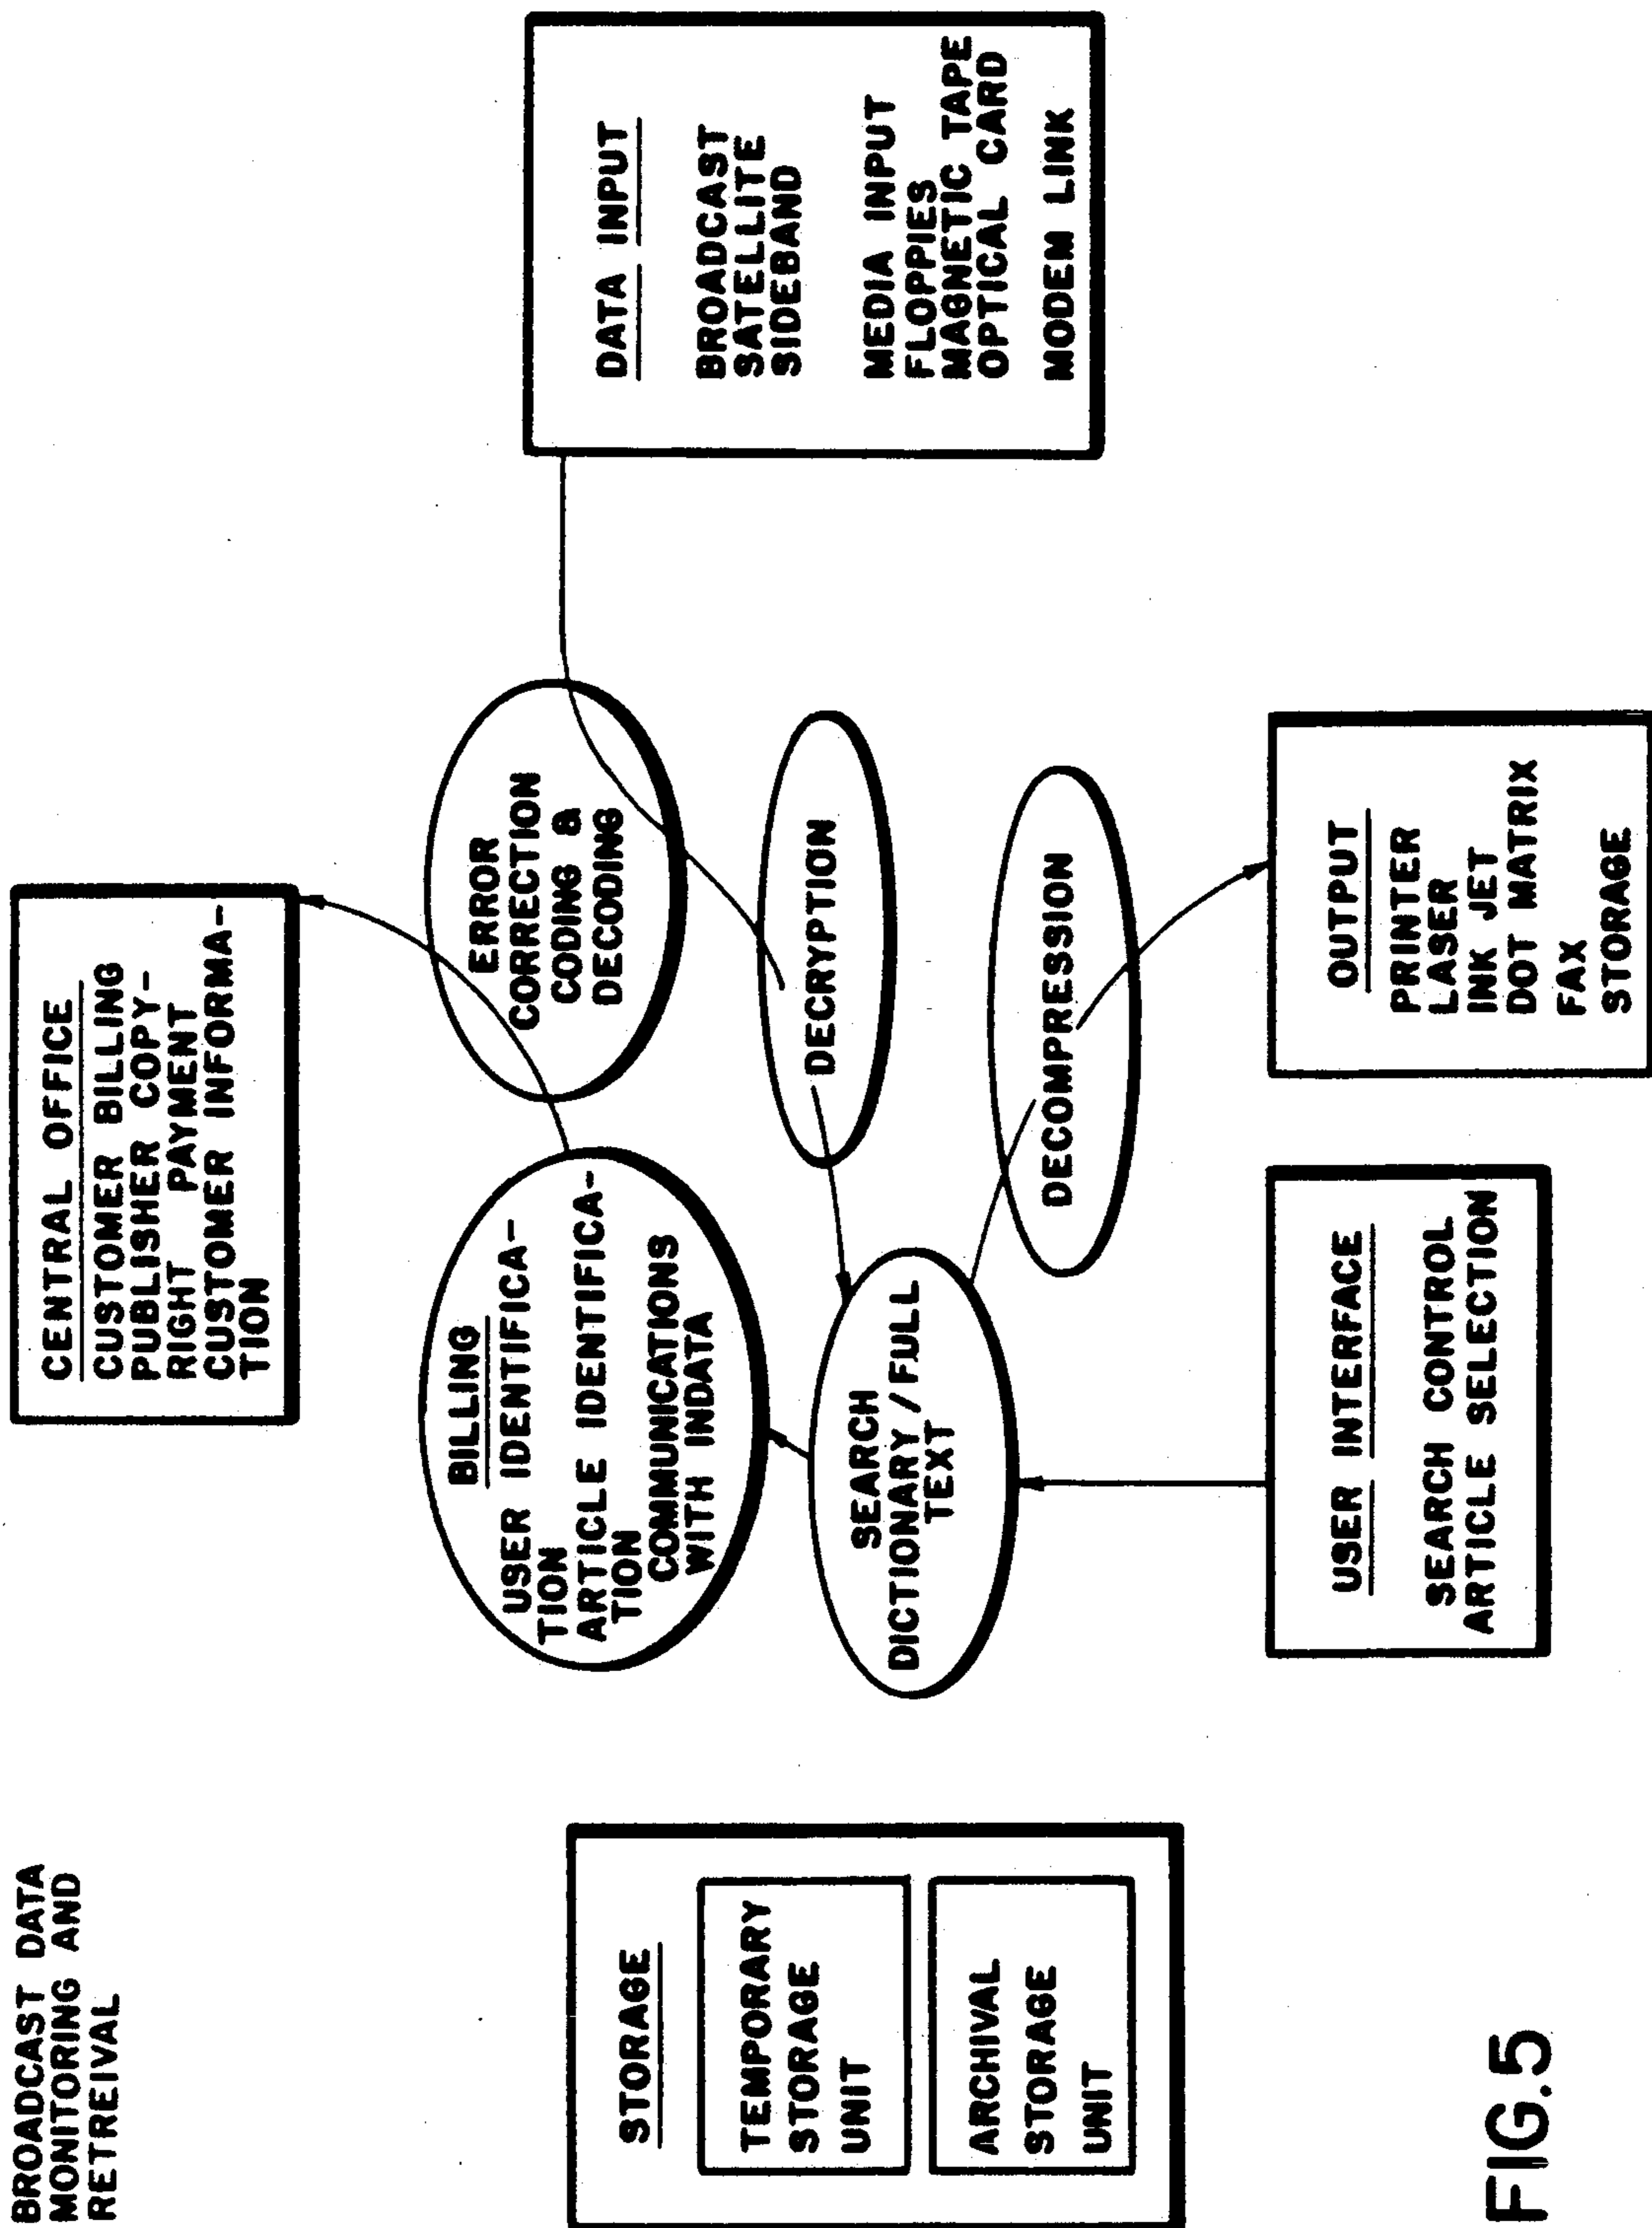 BROADCAST DATA
MONITORING AND
RETREIVAL
CENTRAL OFFICE
CUSTOMER BILLING
PUBLISHER COPY-
RIGHT PAYMENT
CUSTOMER INFORMA-
TION
STORAGE
TEMPORARY
STORAGE
UNIT
ARCHIVAL
STORAGE
UNIT
BILLING
USER IDENTIFICA-
TION
ARTICLE IDENTIFICA-
TION
COMMUNICATIONS
WITH INDATA
ERROR
CORRECTION
CODING &
DECODING
DATA INPUT
BROADCAST
SATELLITE
SIDEBAND
MEDIA INPUT
FLOPPIES
MAGNETIC TAPE
OPTICAL CARD
MODEM LINK
SEARCH
DICTIONARY/FULL
TEXT
DECRYPTION
DECOMPRESSION
USER INTERFACE
SEARCH CONTROL
ARTICLE SELECTION
OUTPUT
PRINTER
LASER
INK JET
DOT MATRIX
FAX
STORAGE
FIG.5